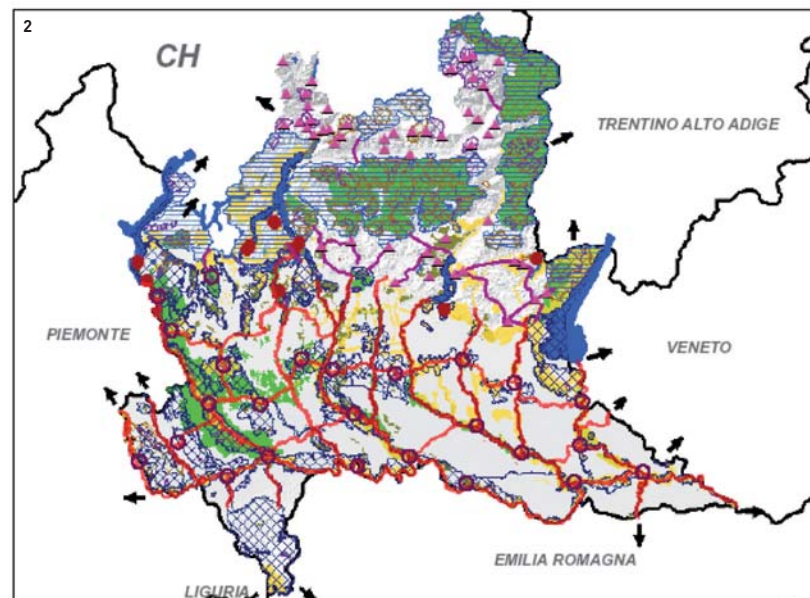 2
CH
TRENTINO ALTO ADIGE
PIEMONTE
VENETO
EMILIA ROMAGNA
LIGURIA